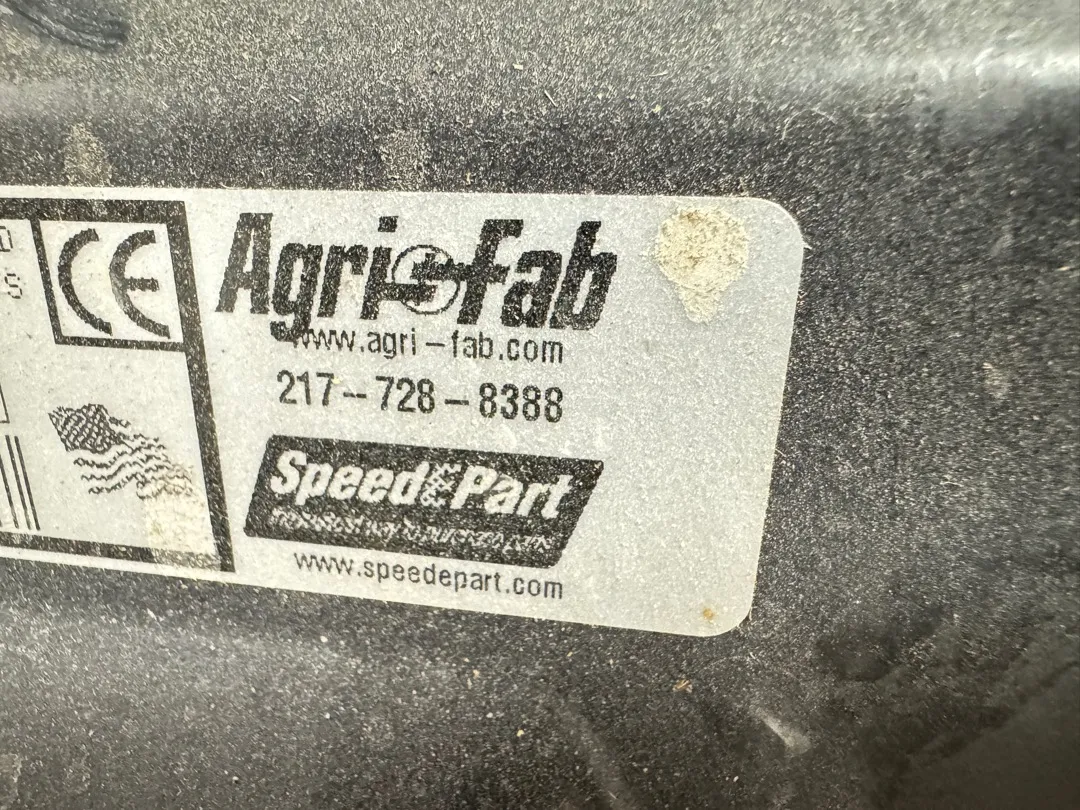 D
S
CE
Agri-Fab
www.agri-fab.com
217-728-8388
SpeedEPart
www.speedepart.com